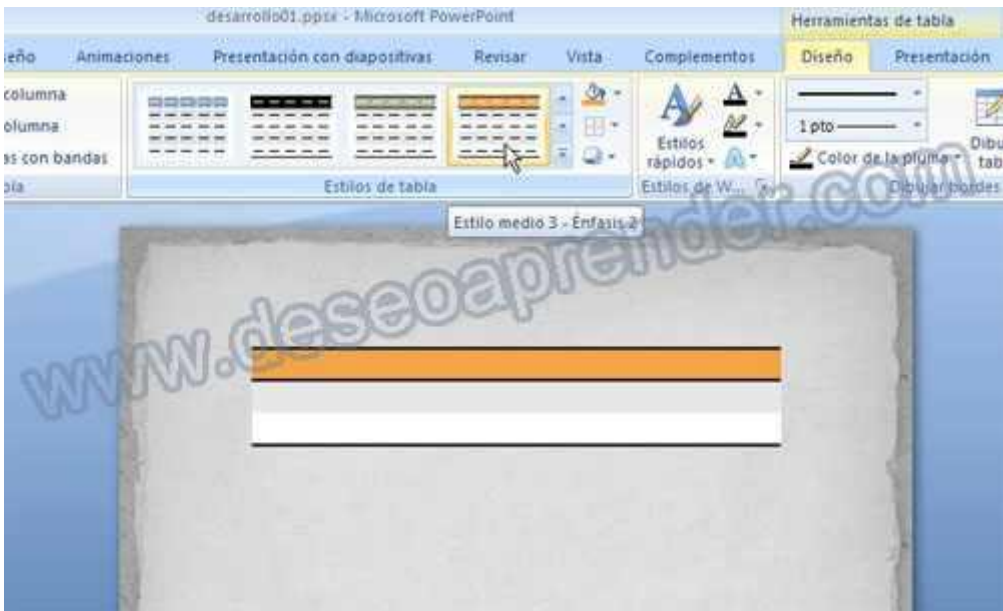 desarrollo01.ppsx - Microsoft PowerPoint
Herramientas de tabla
eño Animaciones Presentación con diapositivas Revisar Vista Complementos Diseño Presentación
columna
olumna
as con bandas
Estilos rápidos
1 pto
Color de la pluma
Dibu
tab
bla Estilos de tabla Estilos de W... Dibujar bordes
Estilo medio 3 - Énfasis 2
www.deseoaprender.com